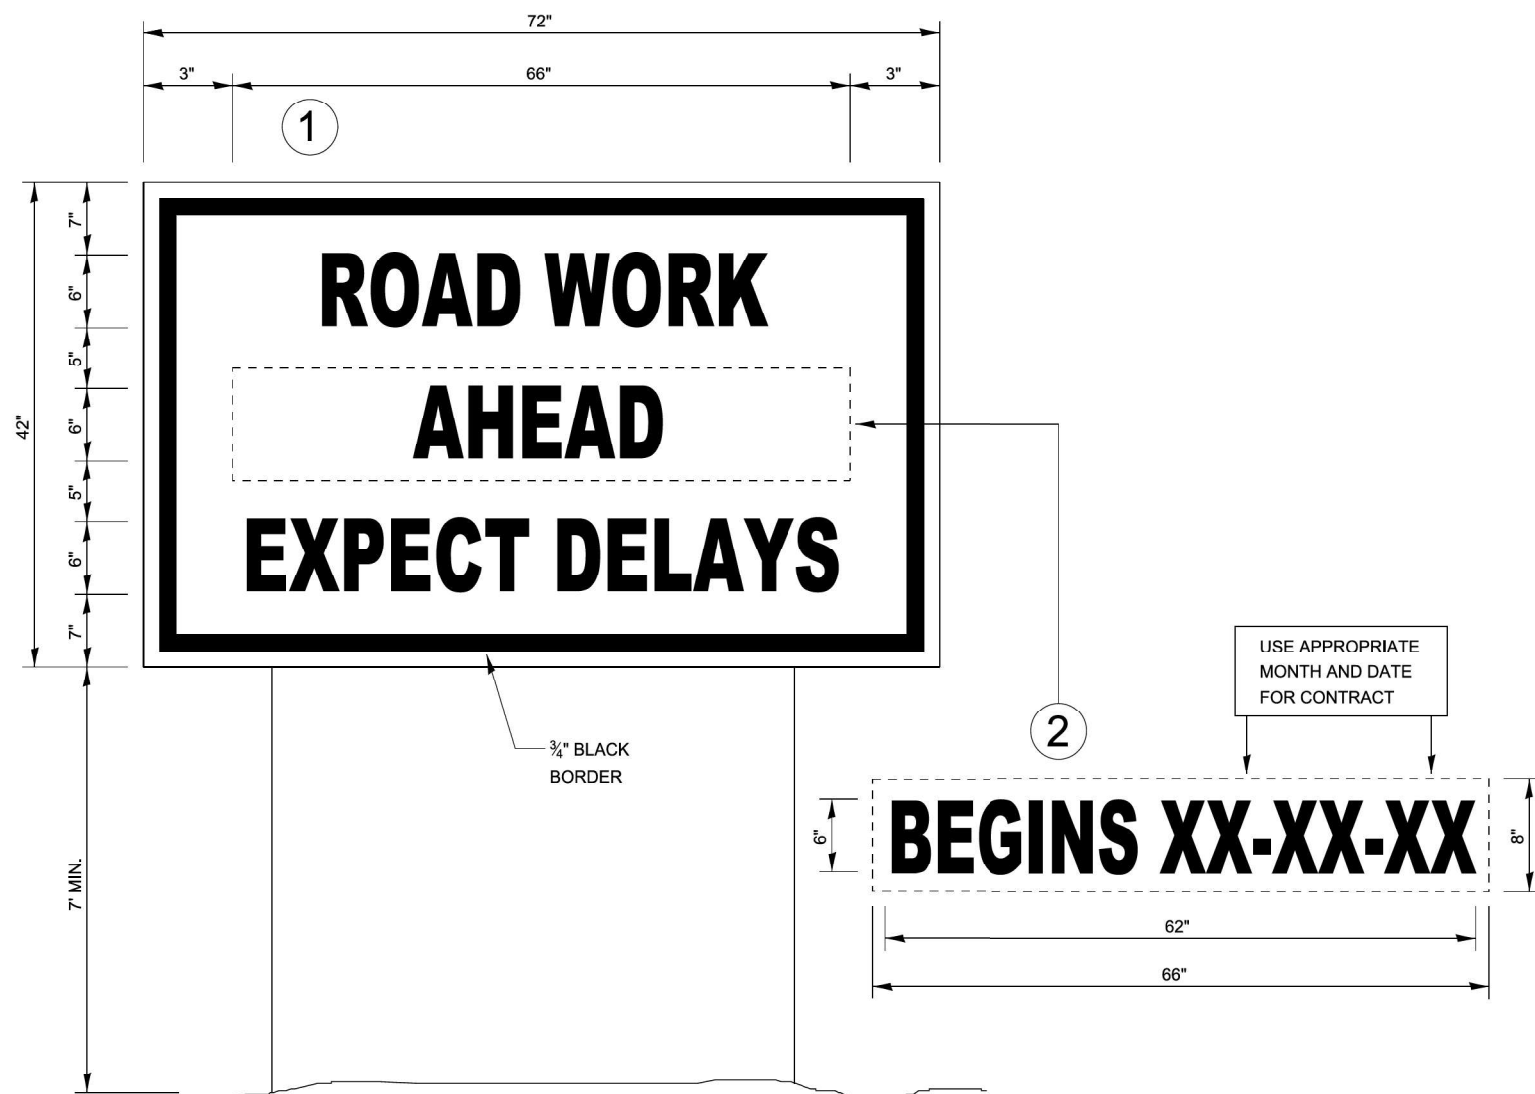 72"
3" 66" 3"
1
7"
6"
5"
6"
5"
6"
7"
42"
ROAD WORK
AHEAD
EXPECT DELAYS
¾" BLACK
BORDER
7' MIN.
2
USE APPROPRIATE
MONTH AND DATE
FOR CONTRACT
6"
BEGINS XX-XX-XX
8"
62"
66"